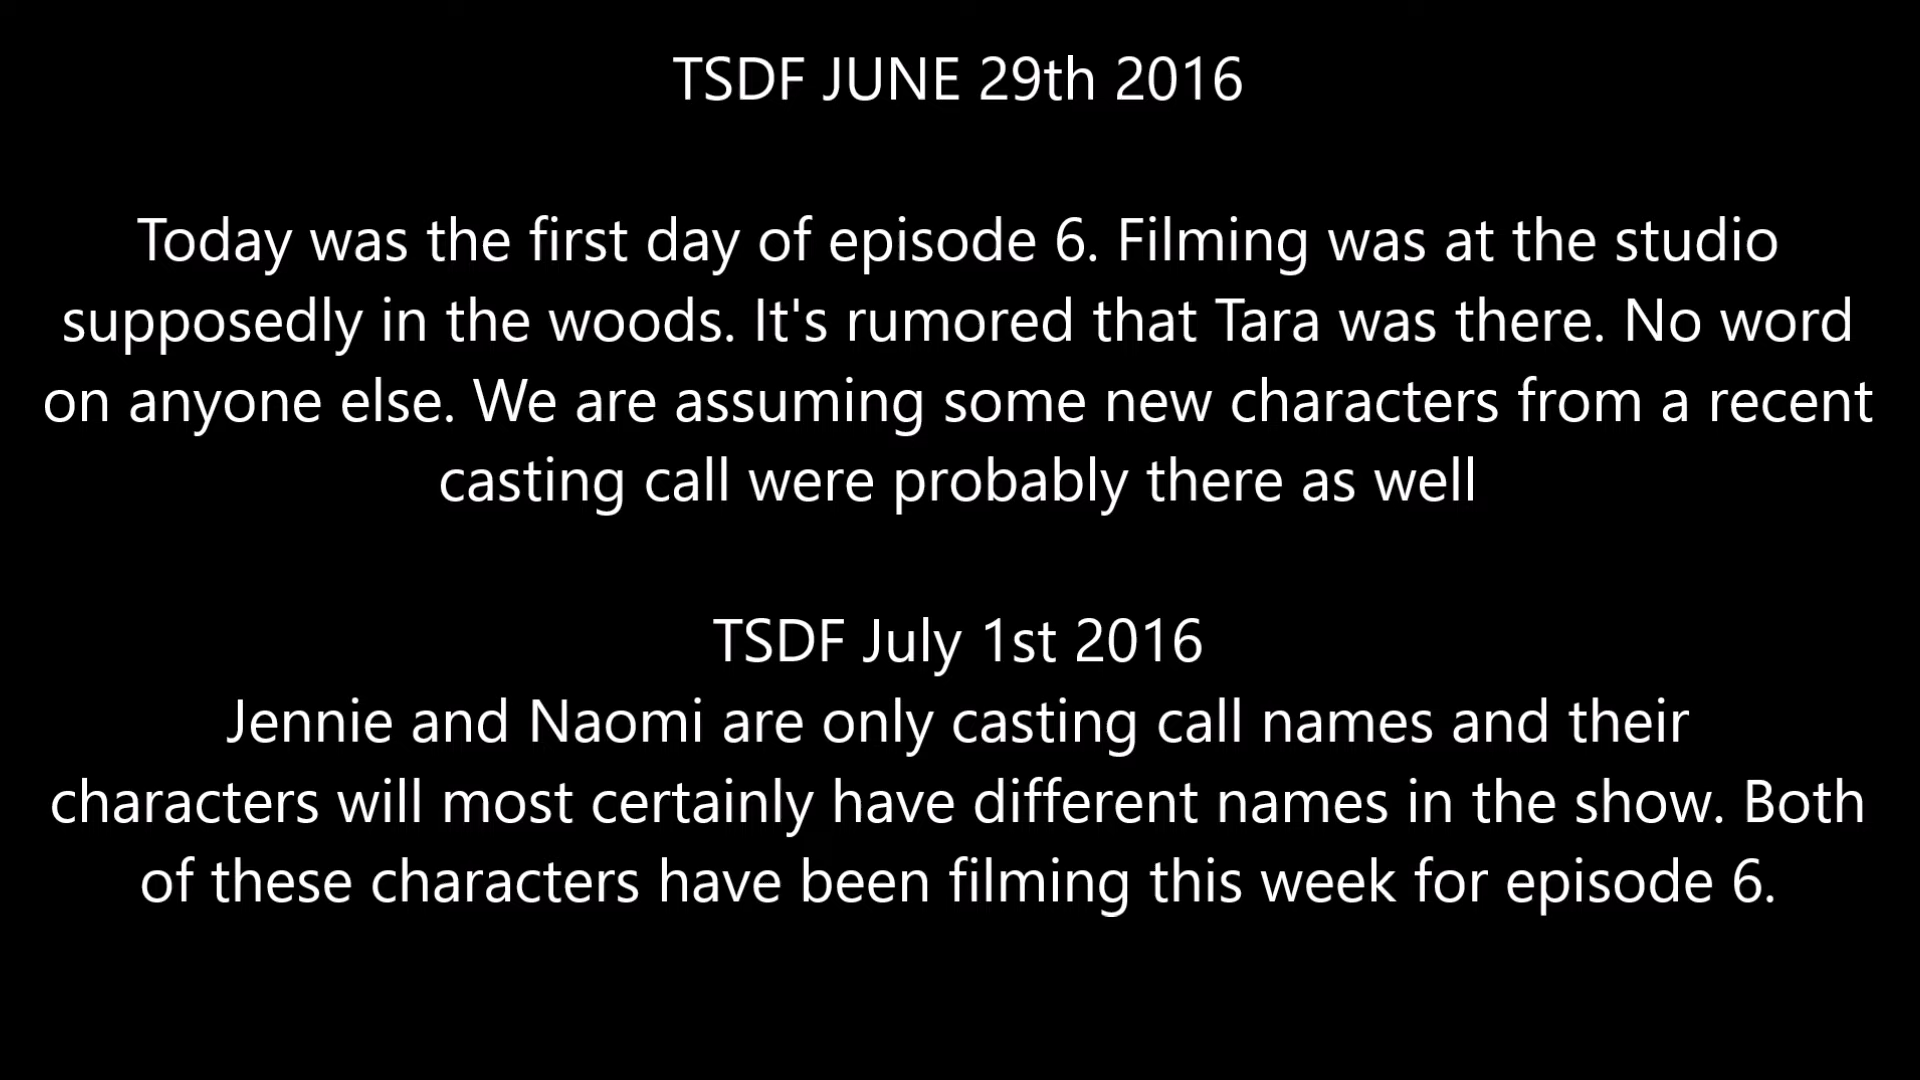 TSDF JUNE 29th 2016
Today was the first day of episode 6. Filming was at the studio
supposedly in the woods. It's rumored that Tara was there. No word
on anyone else. We are assuming some new characters from a recent
casting call were probably there as well
TSDF July 1st 2016
Jennie and Naomi are only casting call names and their
characters will most certainly have different names in the show. Both
of these characters have been filming this week for episode 6.